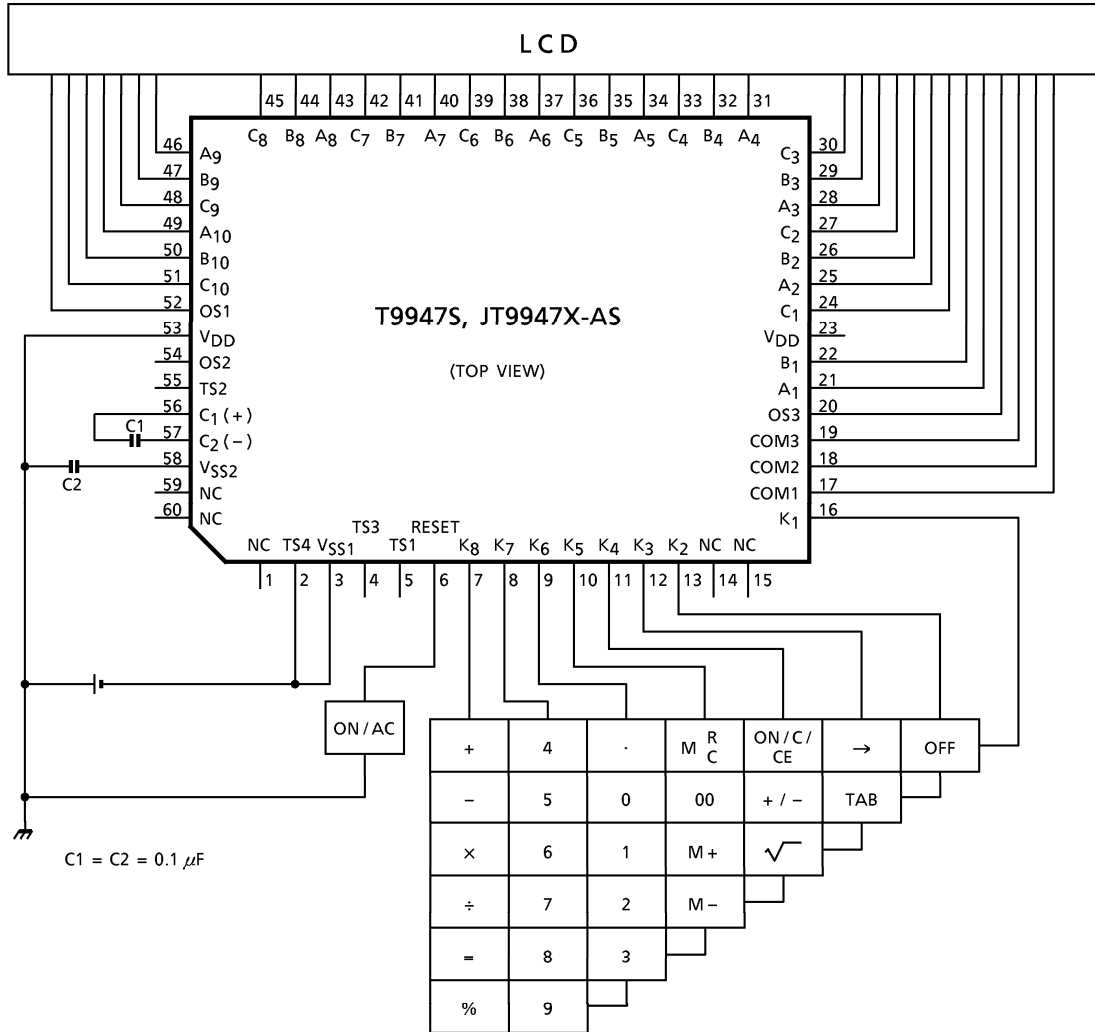 LCD
45 44 43 42 41 40 39 38 37 36 35 34 33 32 31
C8 B8 A8 C7 B7 A7 C6 B6 A6 C5 B5 A5 C4 B4 A4
46 A9 C3 30
47 B9 B3 29
48 C9 A3 28
49 A10 C2 27
50 B10 B2 26
51 C10 A2 25
52 OS1 C1 24
T9947S, JT9947X-AS
53 VDD VDD 23
54 OS2 B1 22
(TOP VIEW)
55 TS2 A1 21
56 C1 (+) OS3 20
C1
57 C2 (−) COM3 19
58 VSS2 COM2 18
C2
59 NC COM1 17
60 NC K1 16
TS3 RESET
NC TS4 VSS1 TS1 K8 K7 K6 K5 K4 K3 K2 NC NC
1 2 3 4 5 6 7 8 9 10 11 12 13 14 15
ON / AC
+ 4 · M R C ON / C / CE → OFF
− 5 0 00 + / − TAB
× 6 1 M+ √
÷ 7 2 M−
= 8 3
% 9
C1 = C2 = 0.1 μF